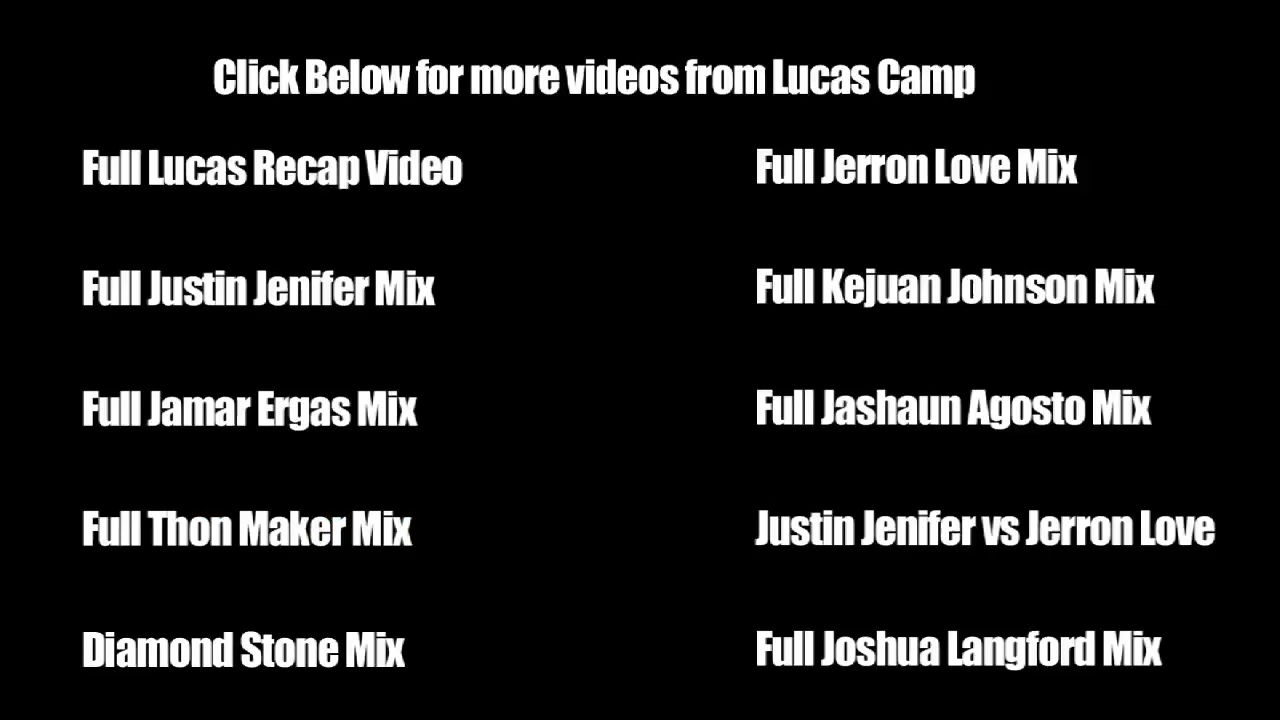 Click Below for more videos from Lucas Camp
Full Lucas Recap Video
Full Jerron Love Mix
Full Justin Jenifer Mix
Full Kejuan Johnson Mix
Full Jamar Ergas Mix
Full Jashaun Agosto Mix
Full Thon Maker Mix
Justin Jenifer vs Jerron Love
Diamond Stone Mix
Full Joshua Langford Mix